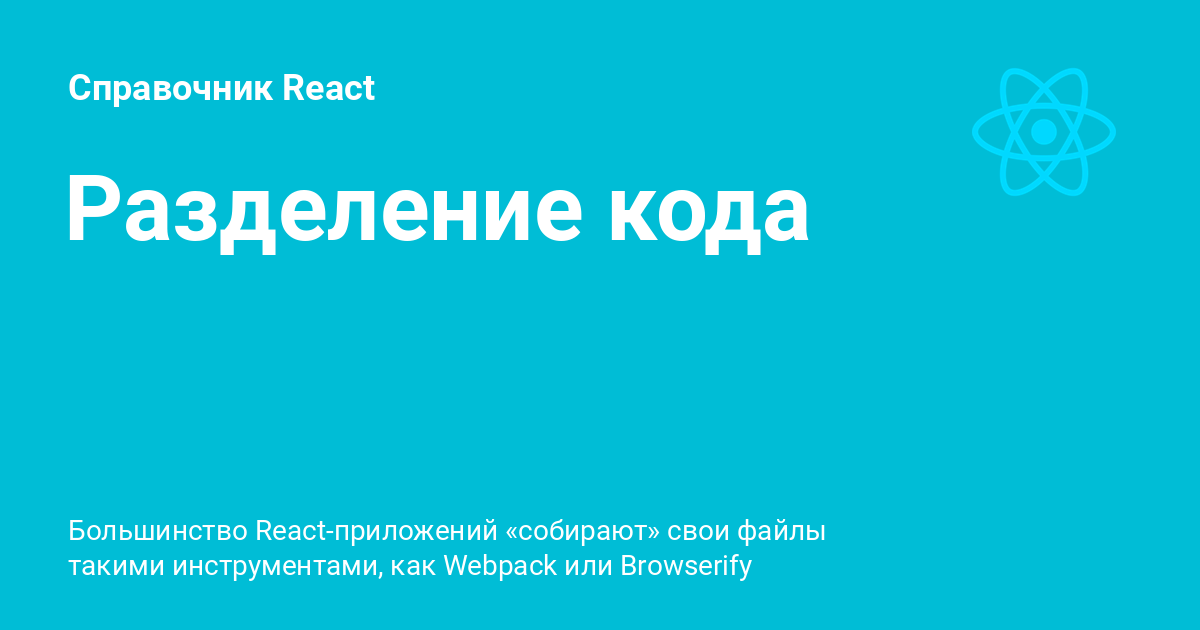 Справочник React
Разделение кода
Большинство React-приложений «собирают» свои файлы
такими инструментами, как Webpack или Browserify